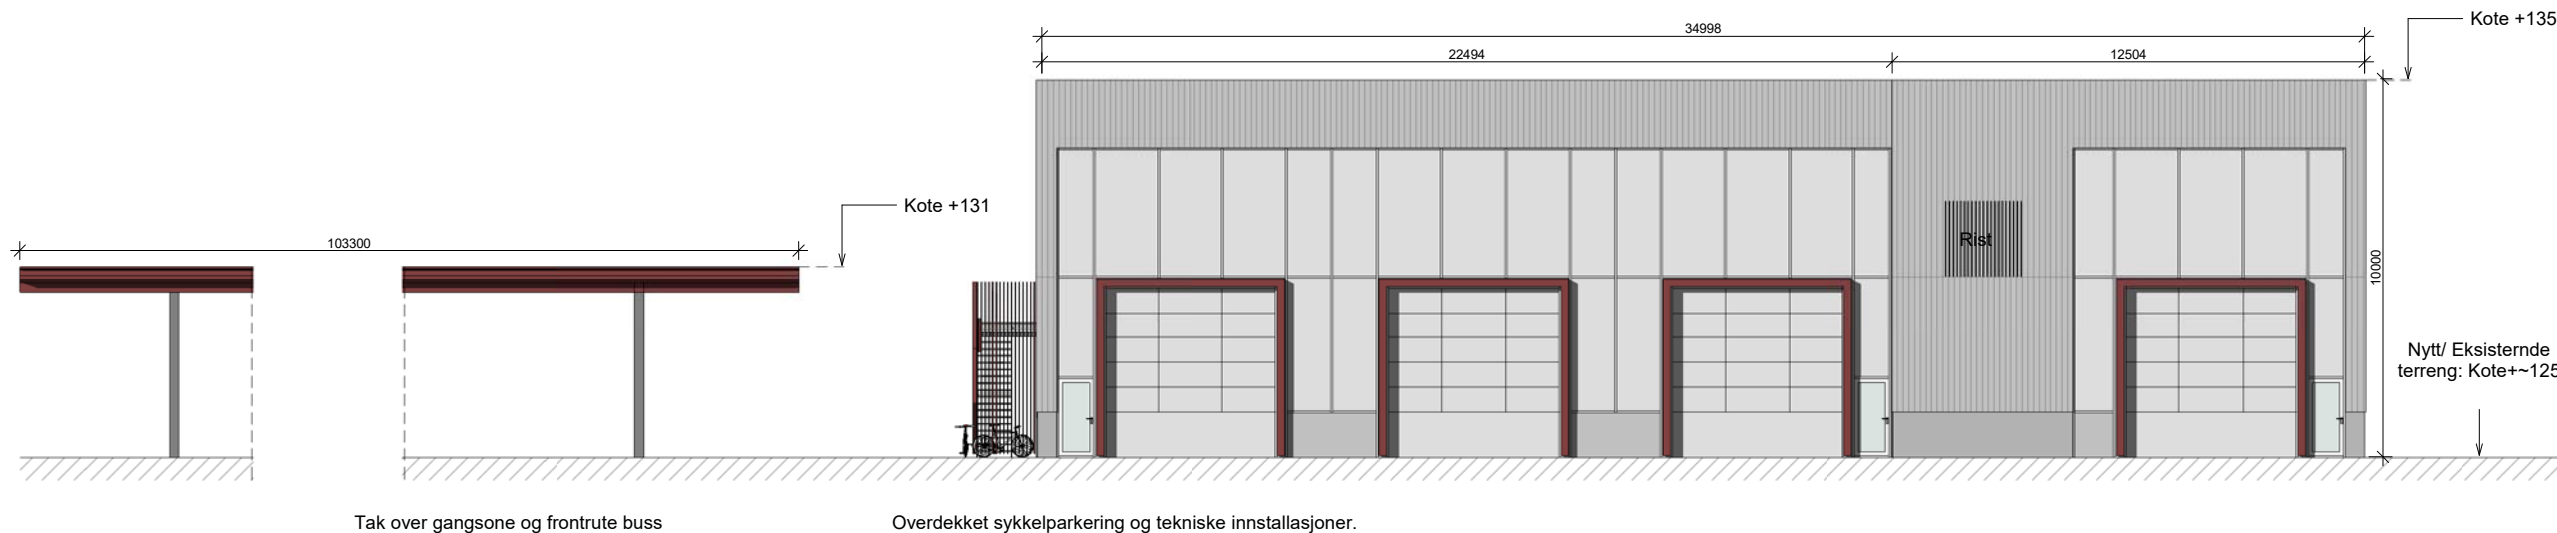 Kote +135
34998
22494
12504
Kote +131
103300
Rist
10000
Nytt/ Eksisternde
terreng: Kote+~125
Tak over gangsone og frontrute buss
Overdekket sykkelparkering og tekniske innstallasjoner.